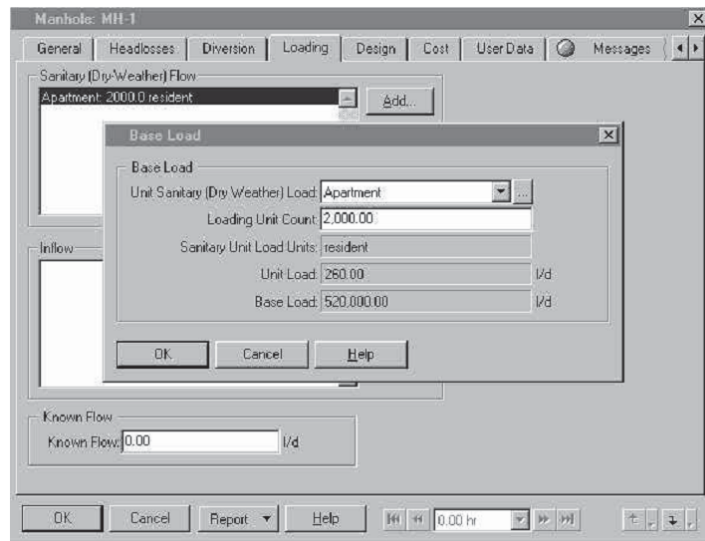 Manhole: MH-1
General Headlosses Diversion Loading Design Cost User Data Messages
Sanitary (Dry-Weather) Flow
Apartment: 2000.0 resident
Add...
Base Load
Base Load
Unit Sanitary (Dry Weather) Load: Apartment ...
Loading Unit Count: 2,000.00
Sanitary Unit Load Units: resident
Unit Load: 260.00 l/d
Base Load: 520,000.00 l/d
OK Cancel Help
Inflow
Known Flow
Known Flow: 0.00 l/d
OK Cancel Report Help 0.00 hr